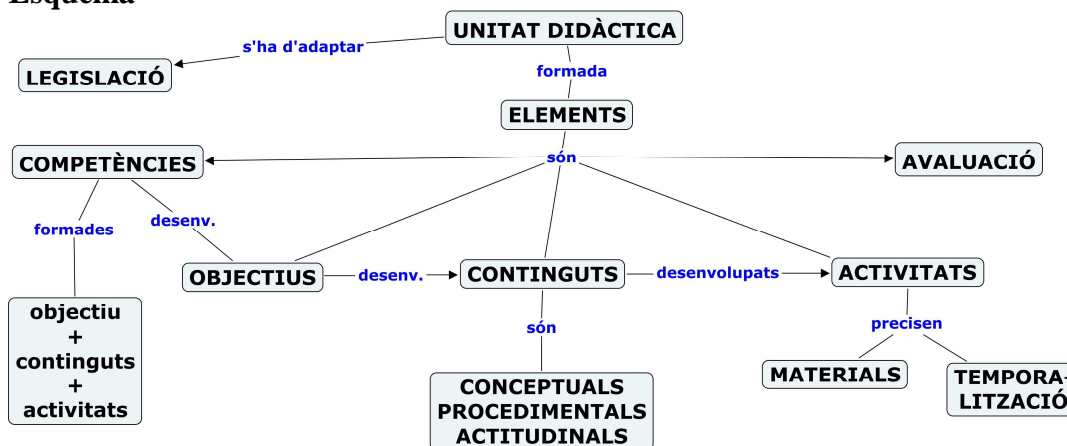 Esquema
UNITAT DIDÀCTICA
s'ha d'adaptar
LEGISLACIÓ
formada
ELEMENTS
COMPETÈNCIES
són
AVALUACIÓ
formades
desenv.
OBJECTIUS
desenv.
CONTINGUTS
desenvolupats
ACTIVITATS
objectiu
+
continguts
+
activitats
són
precisen
CONCEPTUALS
PROCEDIMENTALS
ACTITUDINALS
MATERIALS
TEMPORA-
LITZACIÓ